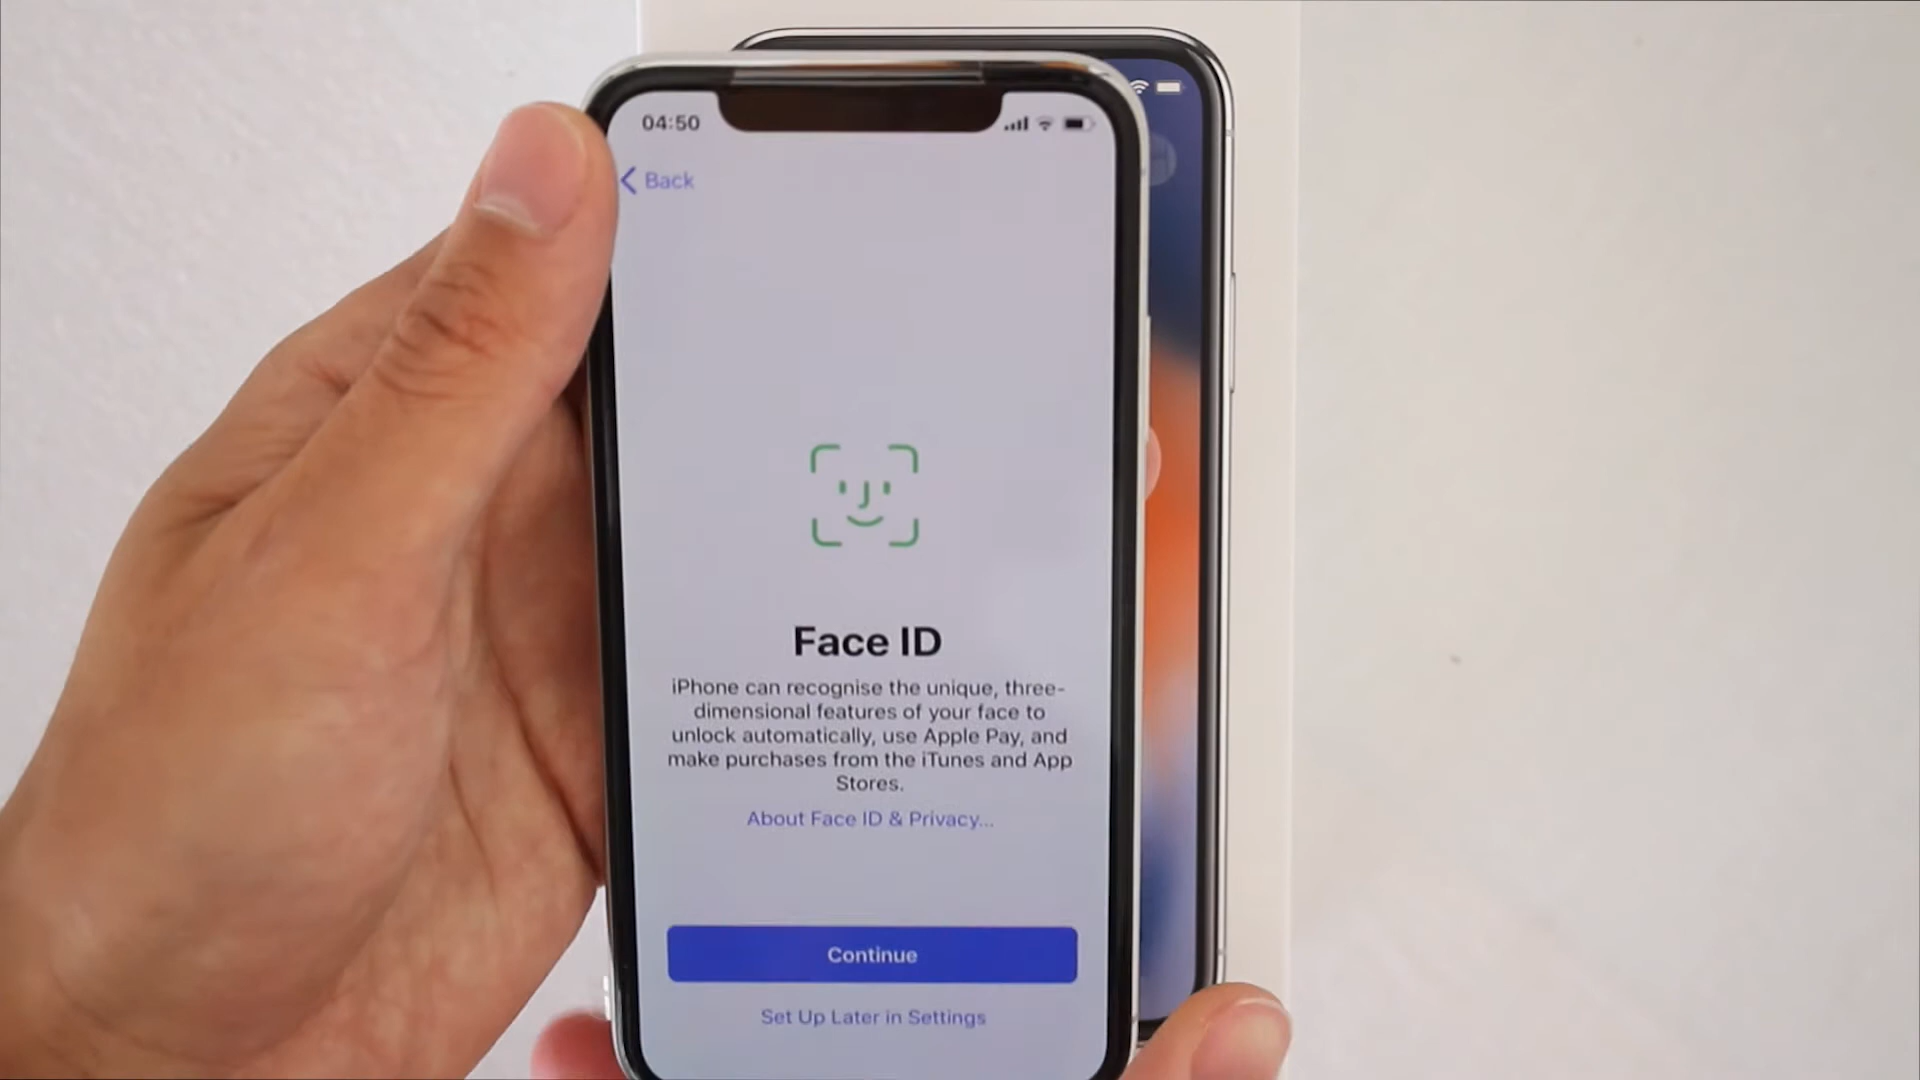 04:50
Back
Face ID
iPhone can recognise the unique, three-
dimensional features of your face to
unlock automatically, use Apple Pay, and
make purchases from the iTunes and App
Stores.
About Face ID & Privacy...
Continue
Set Up Later in Settings